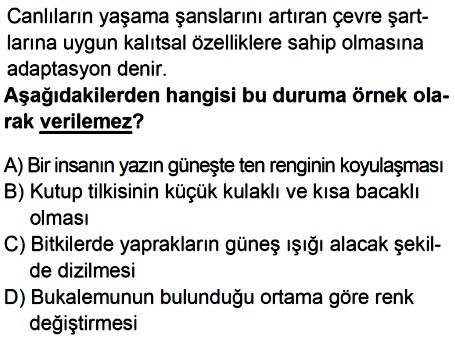 Canlıların yaşama şanslarını artıran çevre şart-
larına uygun kalıtsal özelliklere sahip olmasına
adaptasyon denir.
Aşağıdakilerden hangisi bu duruma örnek ola-
rak verilemez?
A) Bir insanın yazın güneşte ten renginin koyulaşması
B) Kutup tilkisinin küçük kulaklı ve kısa bacaklı
olması
C) Bitkilerde yaprakların güneş ışığı alacak şekil-
de dizilmesi
D) Bukalemunun bulunduğu ortama göre renk
değiştirmesi